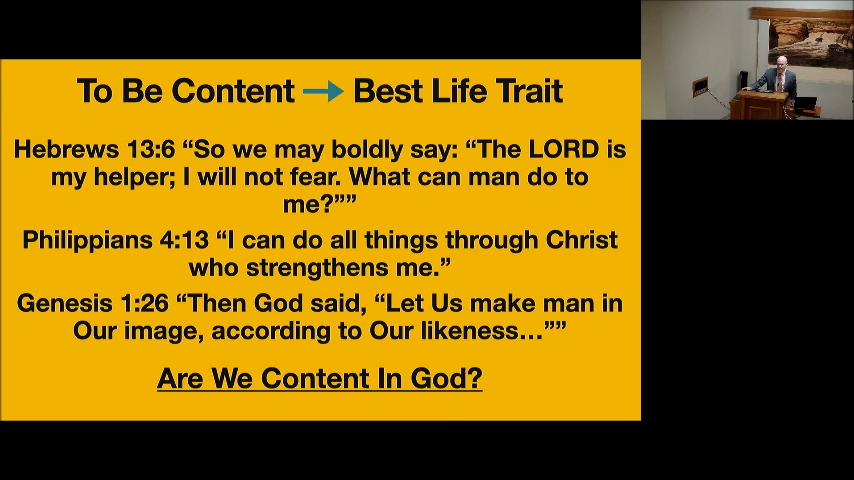 To Be Content → Best Life Trait
Hebrews 13:6 “So we may boldly say: “The LORD is
my helper; I will not fear. What can man do to
me?””
Philippians 4:13 “I can do all things through Christ
who strengthens me.”
Genesis 1:26 “Then God said, “Let Us make man in
Our image, according to Our likeness…””
Are We Content In God?